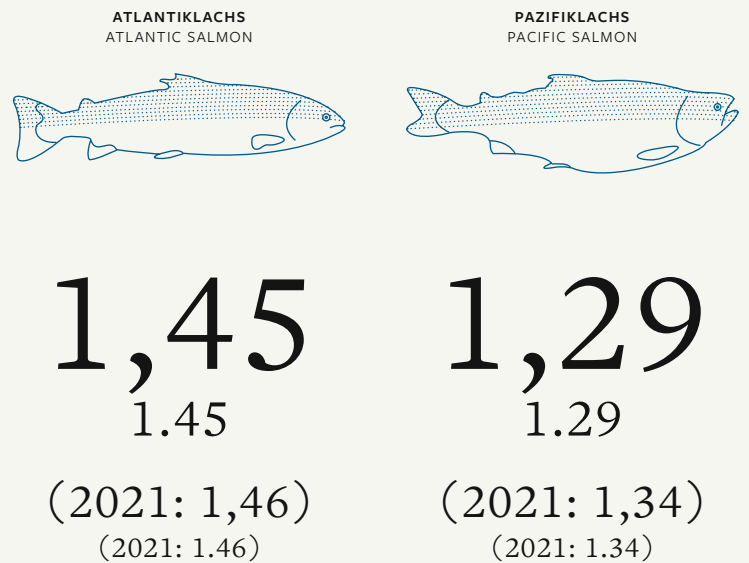 ATLANTIKLACHS
ATLANTIC SALMON
1,45
1.45
(2021: 1,46)
(2021: 1.46)
PAZIFIKLACHS
PACIFIC SALMON
1,29
1.29
(2021: 1,34)
(2021: 1.34)